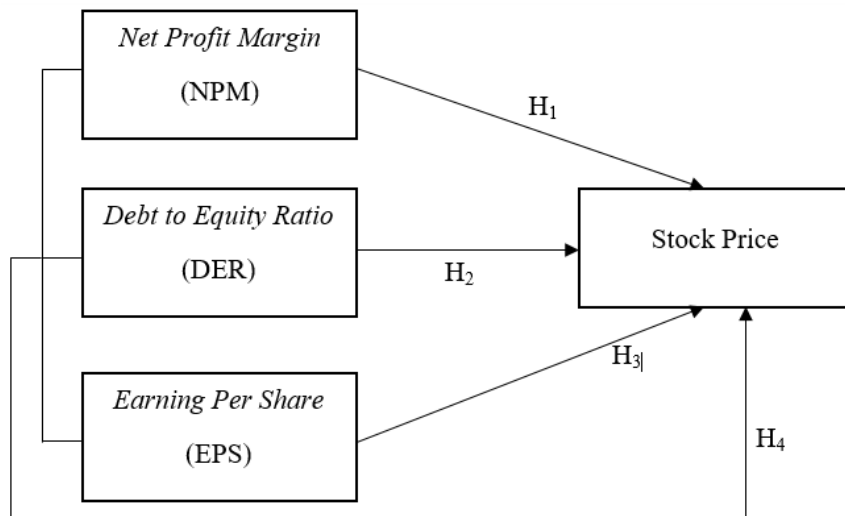 Net Profit Margin
(NPM)
H1
Debt to Equity Ratio
(DER)
Stock Price
H2
H3|
Earning Per Share
(EPS)
H4